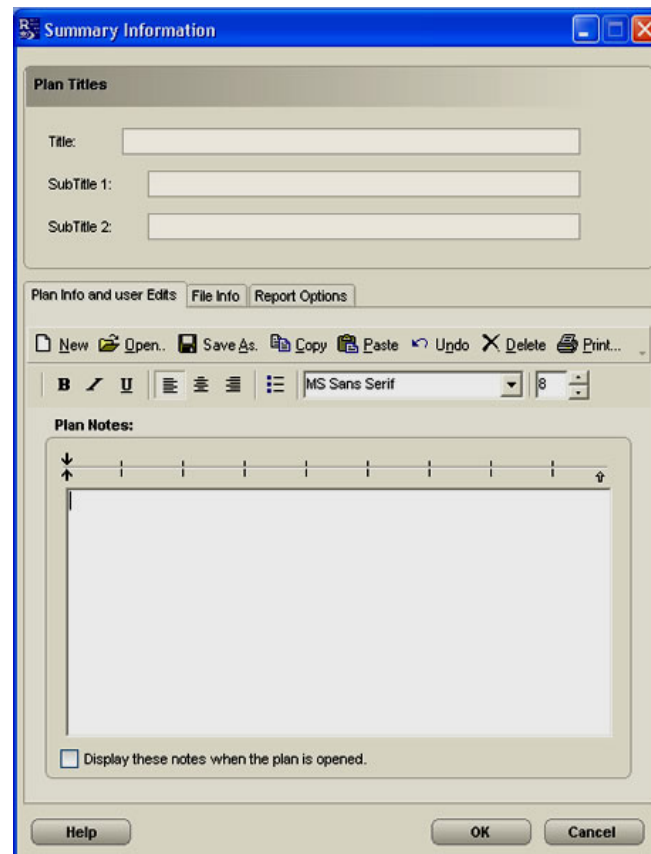 Summary Information
Plan Titles
Title:
SubTitle 1:
SubTitle 2:
Plan Info and user Edits File Info Report Options
New Open.. Save As. Copy Paste Undo Delete Print...
B I U MS Sans Serif 8
Plan Notes:
Display these notes when the plan is opened.
Help OK Cancel